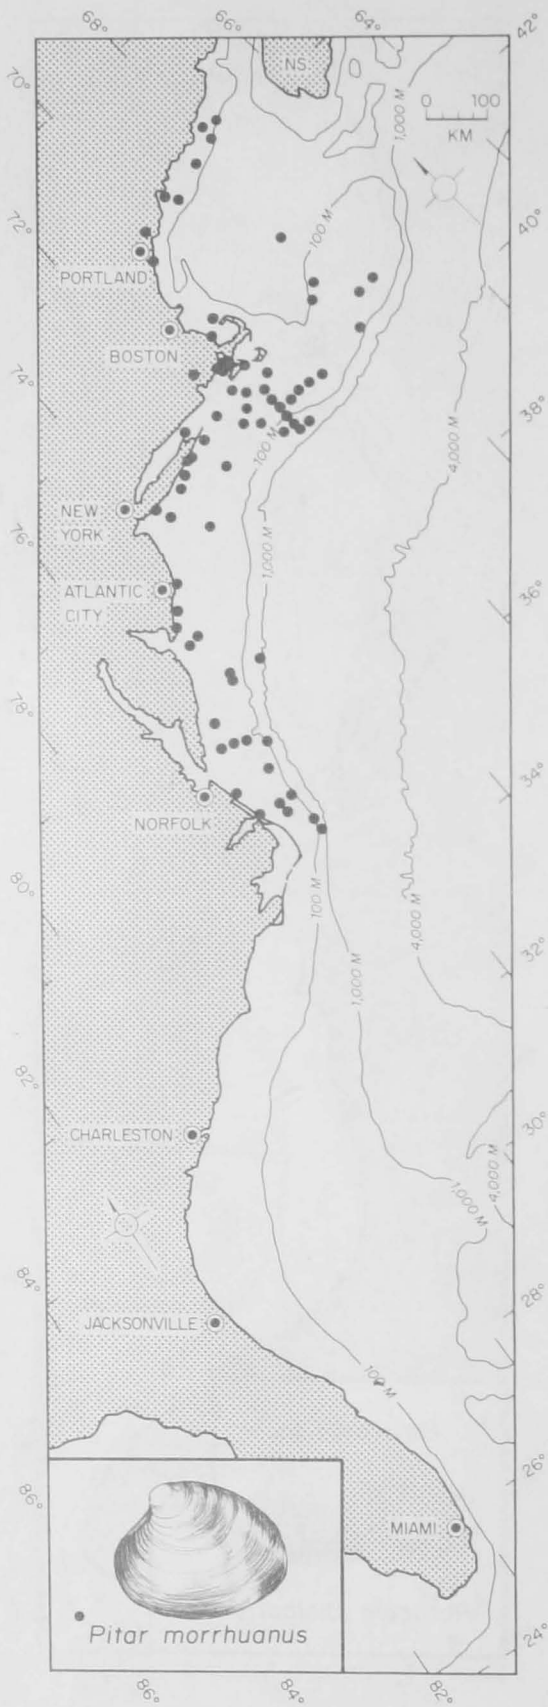 68°
66°
64°
42°
70°
NS
0 100
KM
1,000 M
100 M
40°
72°
PORTLAND
BOSTON
74°
38°
100 M
4,000 M
NEW
YORK
76°
1,000 M
36°
ATLANTIC
CITY
78°
34°
NORFOLK
80°
100 M
4,000 M
32°
1,000 M
82°
CHARLESTON
30°
4,000 M
1,000 M
84°
28°
JACKSONVILLE
100 M
26°
86°
MIAMI
Pitar morrhuanus
24°
86°
84°
82°